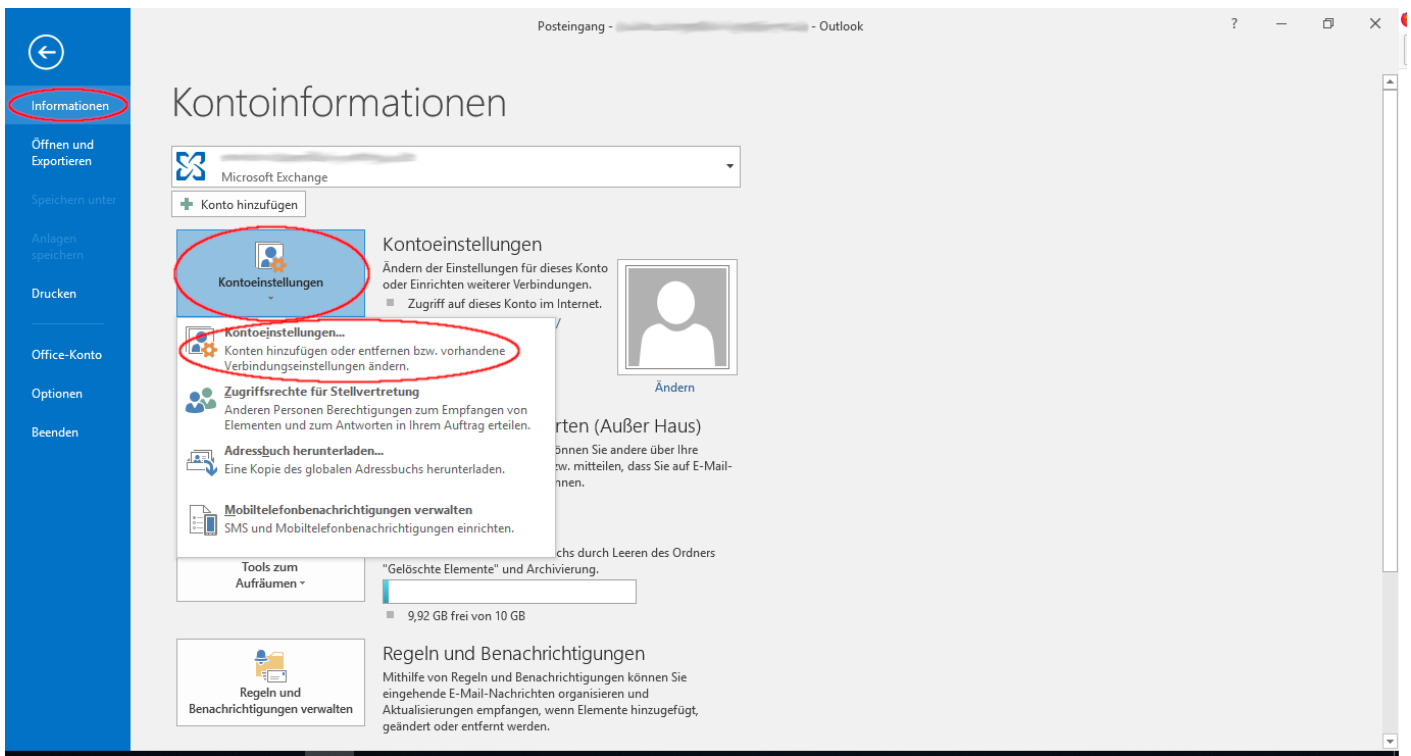 Posteingang - - Outlook
?
Informationen
Öffnen und
Exportieren
Speichern unter
Anlagen
speichern
Drucken
Office-Konto
Optionen
Beenden
Kontoinformationen
Microsoft Exchange
Konto hinzufügen
Kontoeinstellungen
Kontoeinstellungen
Ändern der Einstellungen für dieses Konto
oder Einrichten weiterer Verbindungen.
Zugriff auf dieses Konto im Internet.
/
Ändern
Kontoeinstellungen...
Konten hinzufügen oder entfernen bzw. vorhandene
Verbindungseinstellungen ändern.
Zugriffsrechte für Stellvertretung
Anderen Personen Berechtigungen zum Empfangen von
Elementen und zum Antworten in Ihrem Auftrag erteilen.
Adressbuch herunterladen...
Eine Kopie des globalen Adressbuchs herunterladen.
Mobiltelefonbenachrichtigungen verwalten
SMS und Mobiltelefonbenachrichtigungen einrichten.
rten (Außer Haus)
önnen Sie andere über Ihre
zw. mitteilen, dass Sie auf E-Mail-
nnen.
Tools zum
Aufräumen
chs durch Leeren des Ordners
"Gelöschte Elemente" und Archivierung.
9,92 GB frei von 10 GB
Regeln und
Benachrichtigungen verwalten
Regeln und Benachrichtigungen
Mithilfe von Regeln und Benachrichtigungen können Sie
eingehende E-Mail-Nachrichten organisieren und
Aktualisierungen empfangen, wenn Elemente hinzugefügt,
geändert oder entfernt werden.